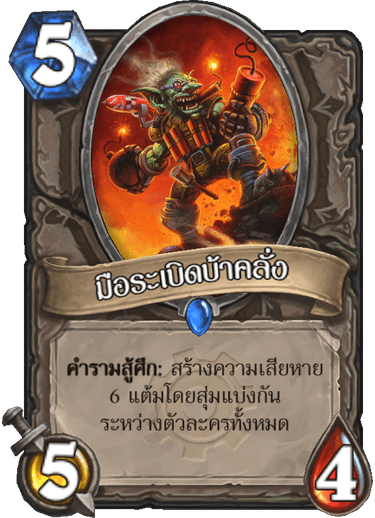 5
มือระเบิดบ้าคลั่ง
คำรามสู้ศึก: สร้างความเสียหาย
6 แต้มโดยสุ่มแบ่งกัน
ระหว่างตัวละครทั้งหมด
5
4